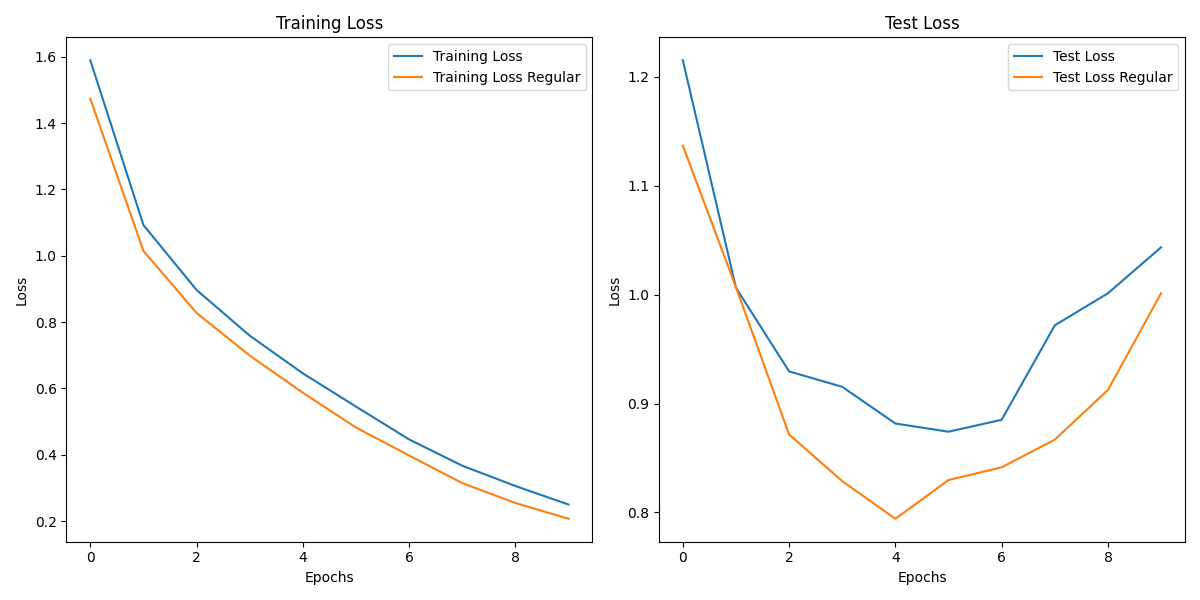 Training Loss
Training Loss
Training Loss Regular
1.6
1.4
1.2
1.0
0.8
0.6
0.4
0.2
Loss
0 2 4 6 8
Epochs
Test Loss
Test Loss
Test Loss Regular
1.2
1.1
1.0
0.9
0.8
Loss
0 2 4 6 8
Epochs